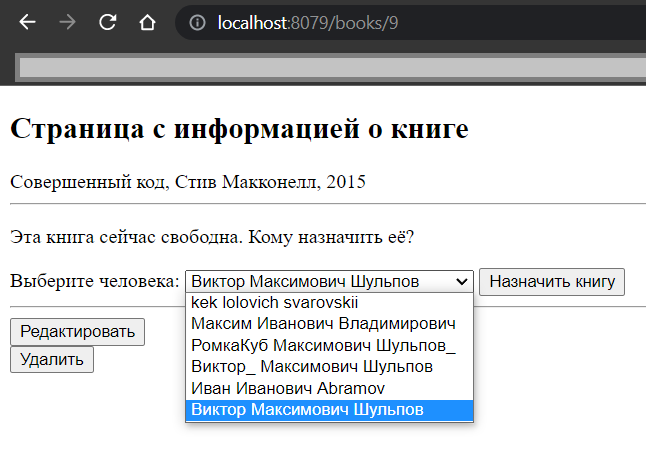 localhost:8079/books/9
Страница с информацией о книге
Совершенный код, Стив Макконелл, 2015
Эта книга сейчас свободна. Кому назначить её?
Выберите человека: Виктор Максимович Шульпов Назначить книгу
kek lolovich svarovskii
Максим Иванович Владимирович
РомкаКуб Максимович Шульпов_
Виктор_ Максимович Шульпов
Иван Иванович Abramov
Виктор Максимович Шульпов
Редактировать
Удалить